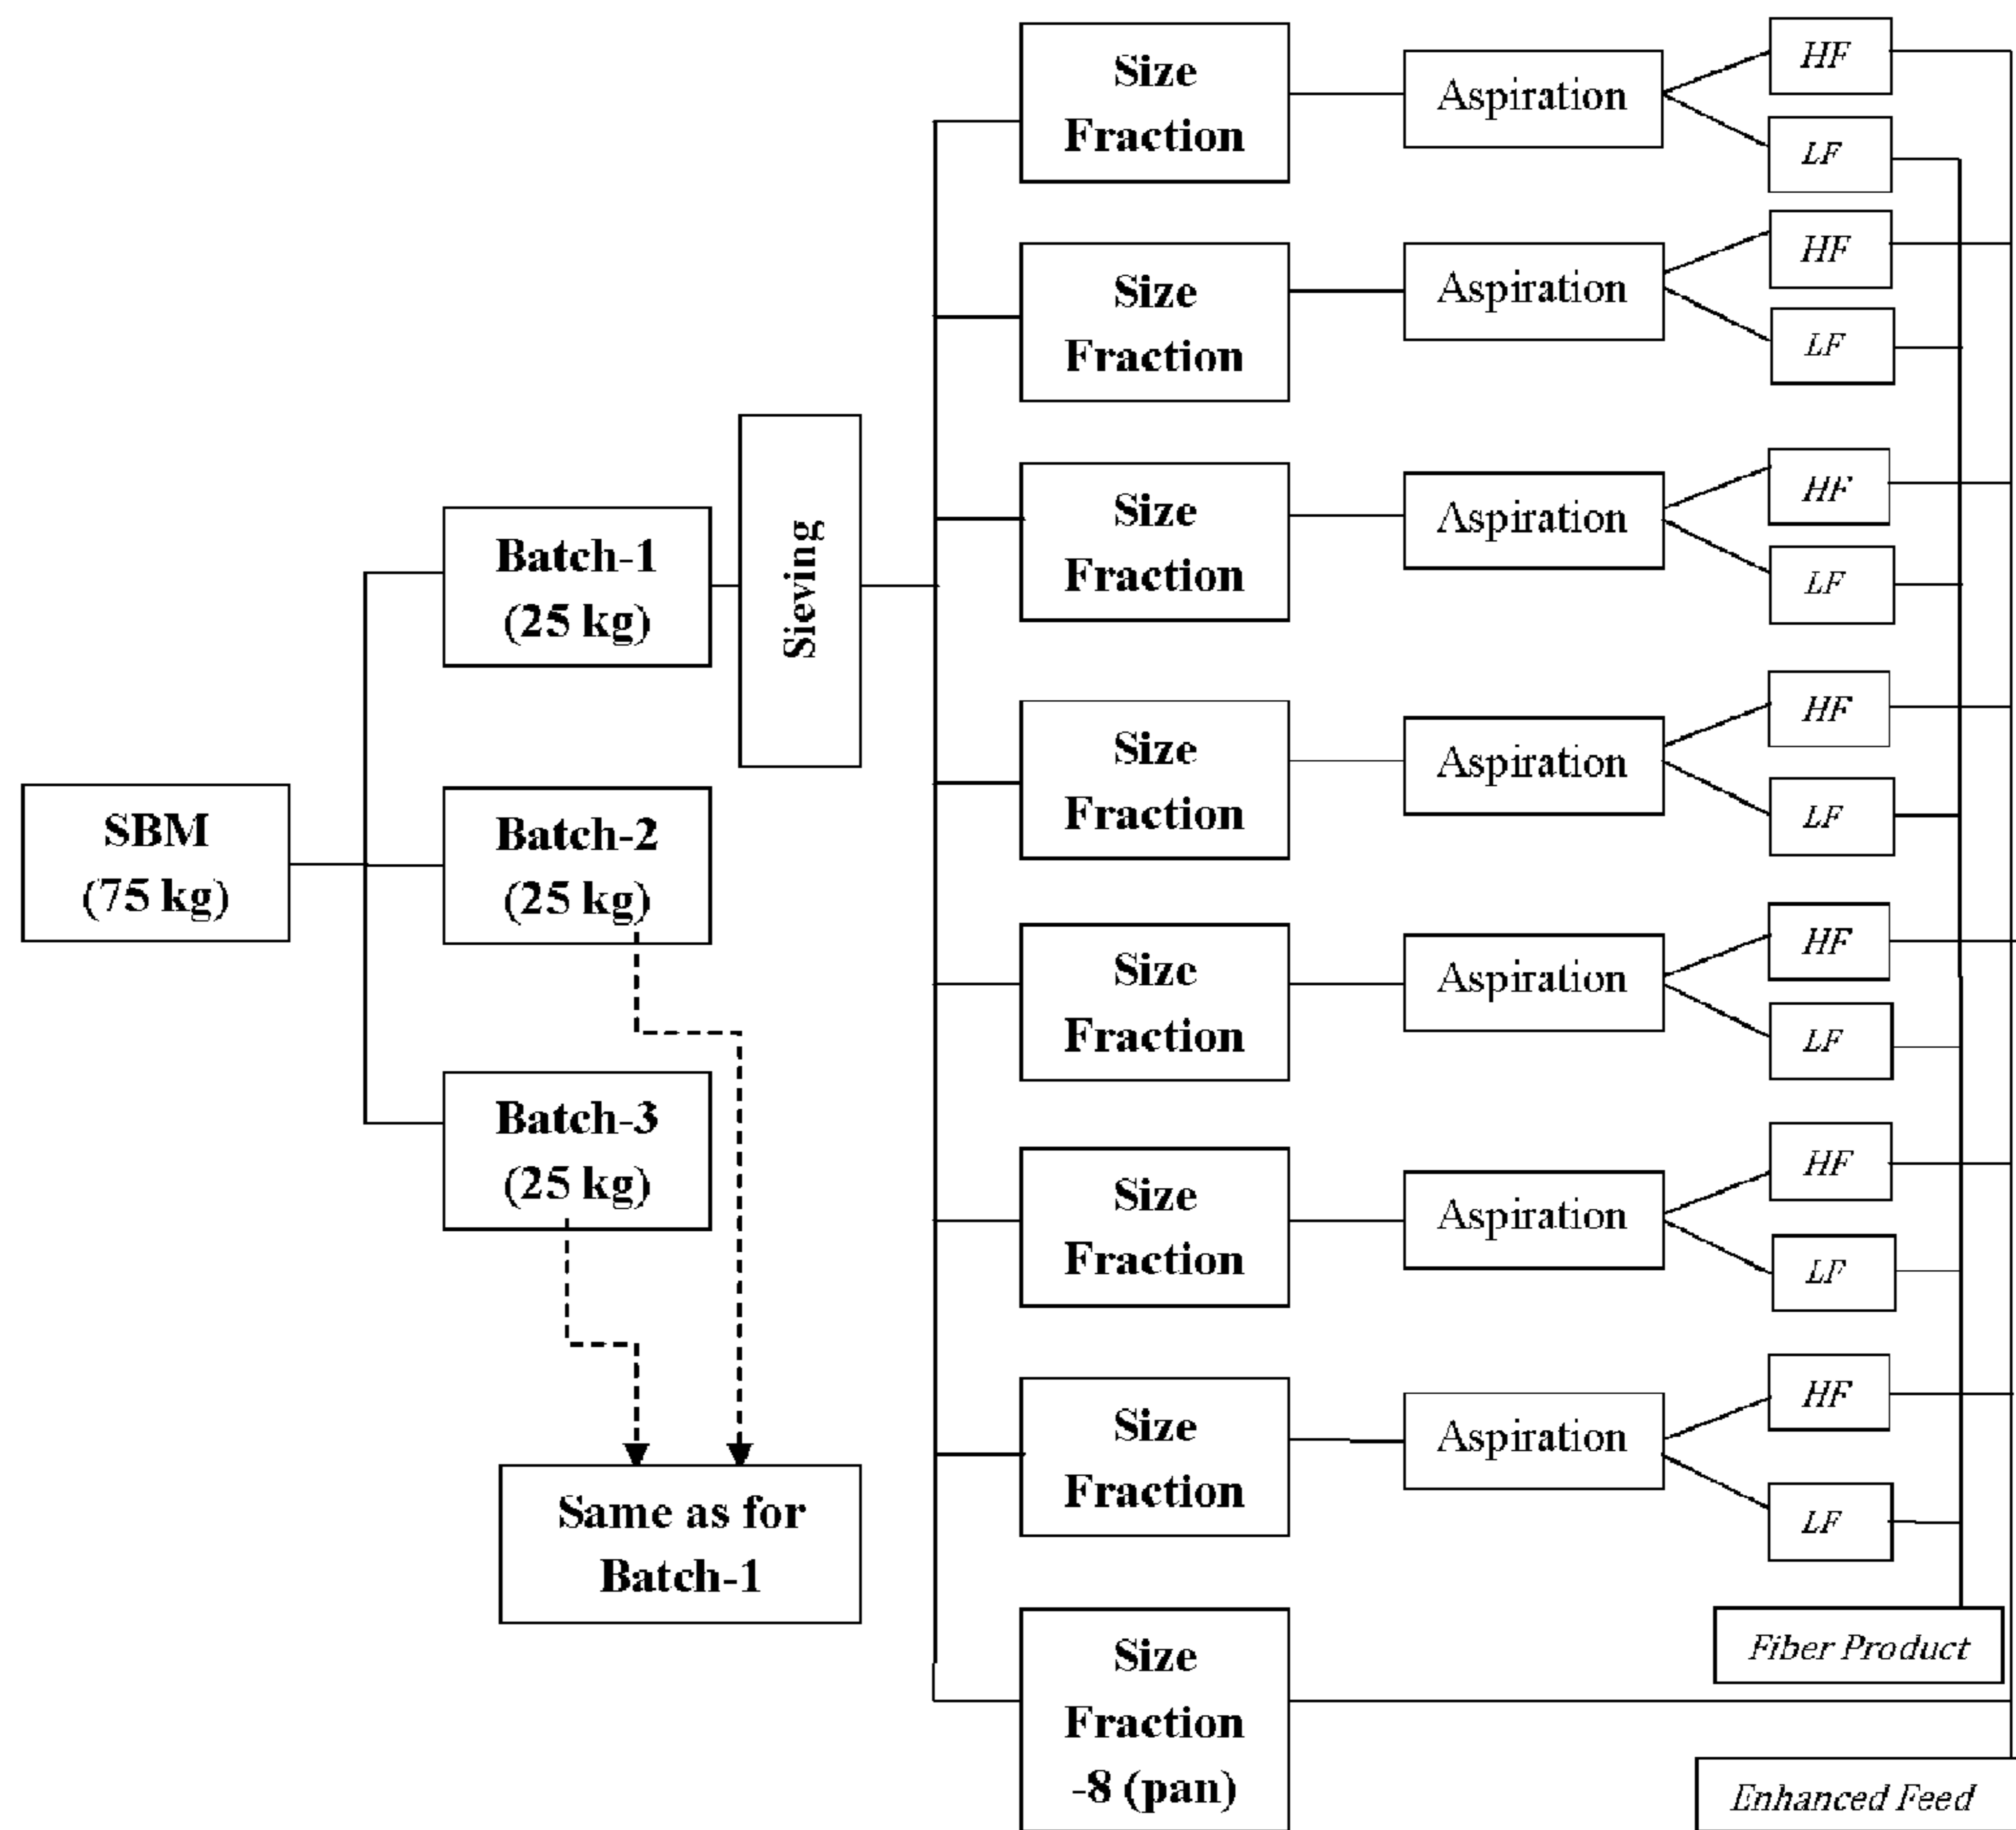 SBM
(75 kg)
Batch-1
(25 kg)
Batch-2
(25 kg)
Batch-3
(25 kg)
Same as for
Batch-1
Sieving
Size
Fraction
Aspiration
HF
LF
Size
Fraction
Aspiration
HF
LF
Size
Fraction
Aspiration
HF
LF
Size
Fraction
Aspiration
HF
LF
Size
Fraction
Aspiration
HF
LF
Size
Fraction
Aspiration
HF
LF
Size
Fraction
Aspiration
HF
LF
Size
Fraction
-8 (pan)
Fiber Product
Enhanced Feed